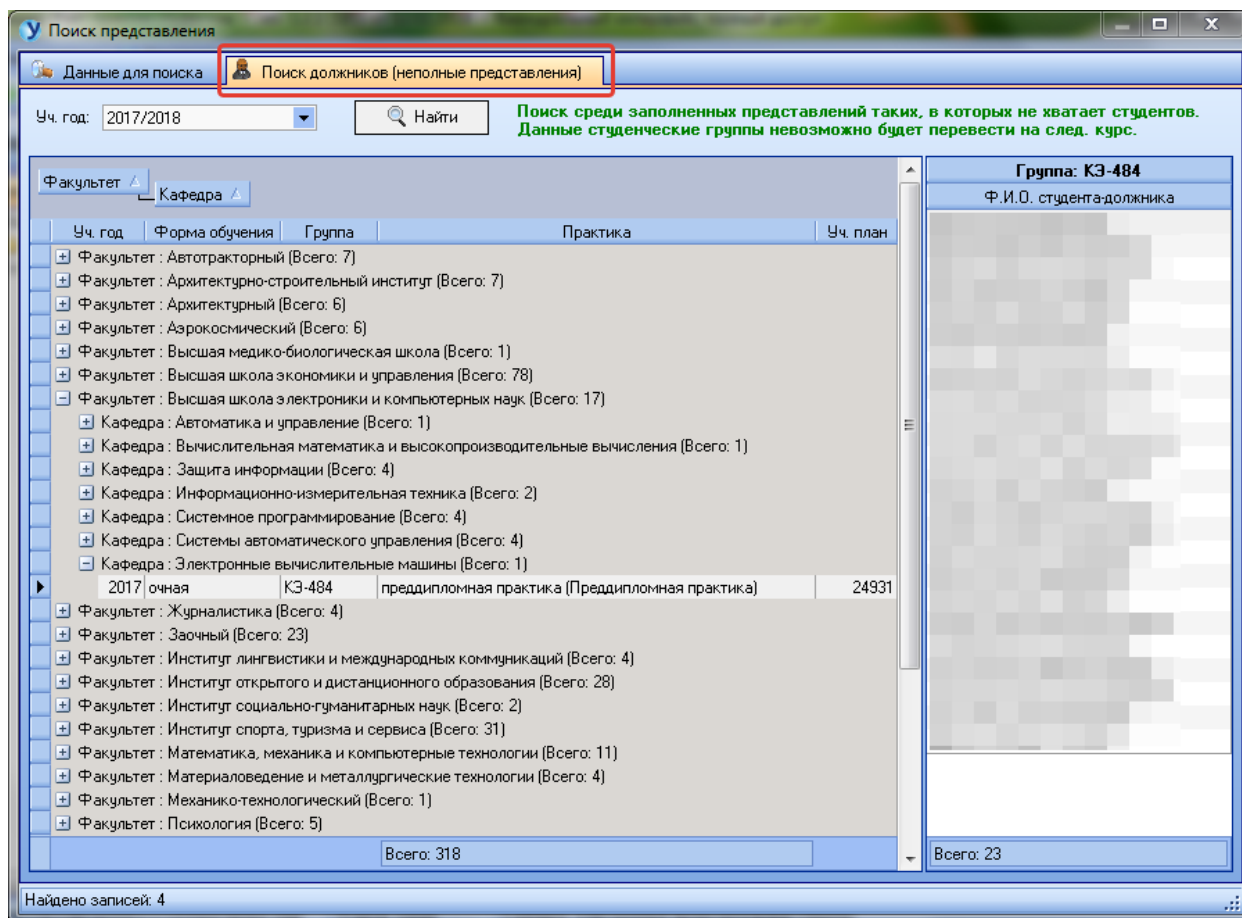 Поиск представления
Данные для поиска
Поиск должников (неполные представления)
Уч. год: 2017/2018
Найти
Поиск среди заполненных представлений таких, в которых не хватает студентов.
Данные студенческие группы невозможно будет перевести на след. курс.
Факультет
Кафедра
Уч. год Форма обучения Группа Практика Уч. план
Факультет : Автотракторный (Всего: 7)
Факультет : Архитектурно-строительный институт (Всего: 7)
Факультет : Архитектурный (Всего: 6)
Факультет : Аэрокосмический (Всего: 6)
Факультет : Высшая медико-биологическая школа (Всего: 1)
Факультет : Высшая школа экономики и управления (Всего: 78)
Факультет : Высшая школа электроники и компьютерных наук (Всего: 17)
Кафедра : Автоматика и управление (Всего: 1)
Кафедра : Вычислительная математика и высокопроизводительные вычисления (Всего: 1)
Кафедра : Защита информации (Всего: 4)
Кафедра : Информационно-измерительная техника (Всего: 2)
Кафедра : Системное программирование (Всего: 4)
Кафедра : Системы автоматического управления (Всего: 4)
Кафедра : Электронные вычислительные машины (Всего: 1)
2017 очная КЭ-484 преддипломная практика (Преддипломная практика) 24931
Факультет : Журналистика (Всего: 4)
Факультет : Заочный (Всего: 23)
Факультет : Институт лингвистики и международных коммуникаций (Всего: 4)
Факультет : Институт открытого и дистанционного образования (Всего: 28)
Факультет : Институт социально-гуманитарных наук (Всего: 2)
Факультет : Институт спорта, туризма и сервиса (Всего: 31)
Факультет : Математика, механика и компьютерные технологии (Всего: 11)
Факультет : Материаловедение и металлургические технологии (Всего: 4)
Факультет : Механико-технологический (Всего: 1)
Факультет : Психология (Всего: 5)
Всего: 318
Группа: КЭ-484
Ф.И.О. студента-должника
Всего: 23
Найдено записей: 4